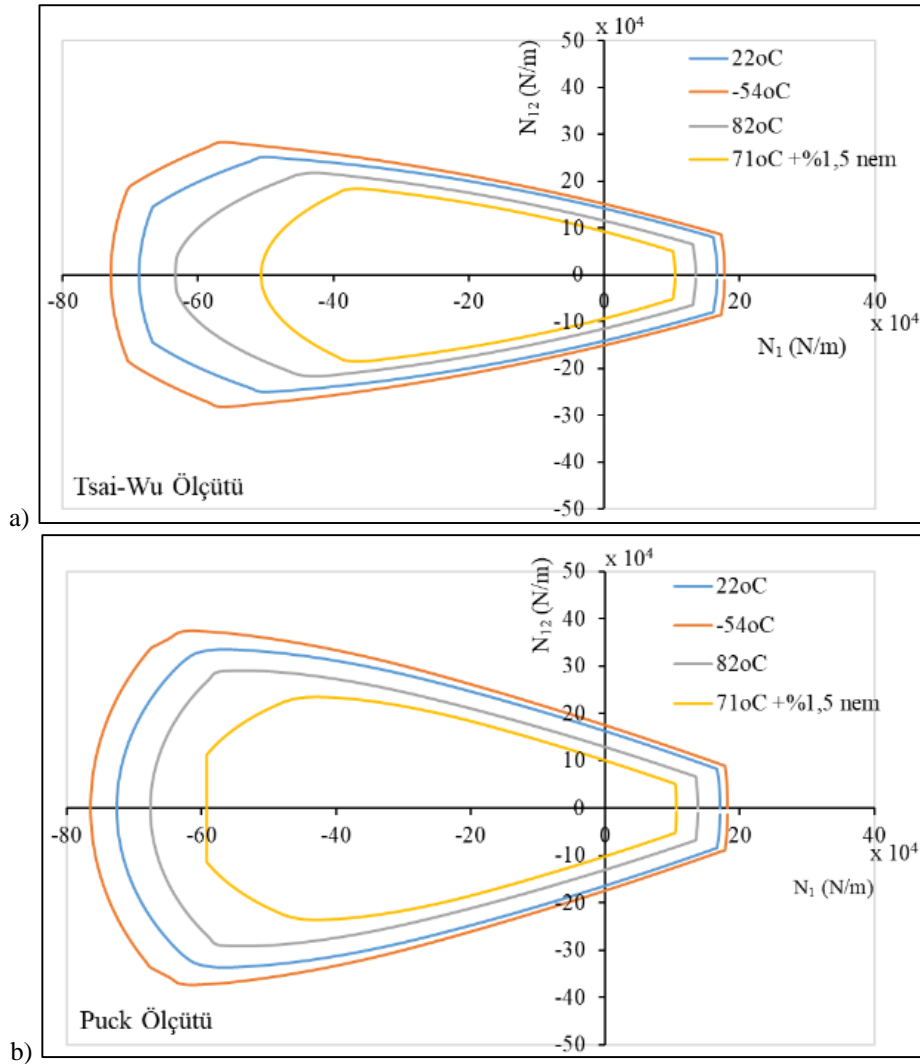 x 10⁴
50
40
30
20
10
0
-10
-20
-30
-40
-50
N₁₂ (N/m)
22oC
-54oC
82oC
71oC +%1,5 nem
-80
-60
-40
-20
0
20
40
x 10⁴
N₁ (N/m)
Tsai-Wu Ölçütü
a)
x 10⁴
50
40
30
20
10
0
-10
-20
-30
-40
-50
N₁₂ (N/m)
22oC
-54oC
82oC
71oC +%1,5 nem
-80
-60
-40
-20
0
20
40
x 10⁴
N₁ (N/m)
Puck Ölçütü
b)